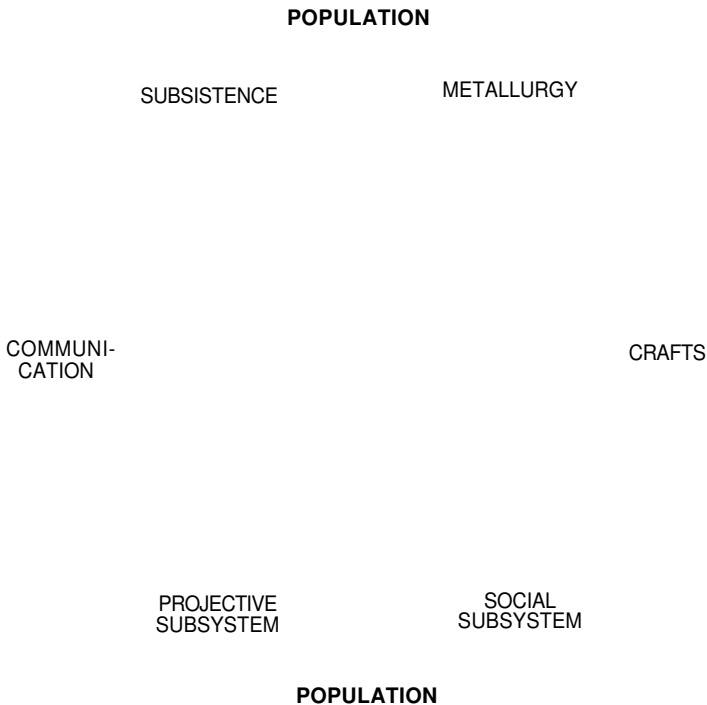 POPULATION
SUBSISTENCE
METALLURGY
COMMUNI-
CATION
CRAFTS
PROJECTIVE
SUBSYSTEM
SOCIAL
SUBSYSTEM
POPULATION